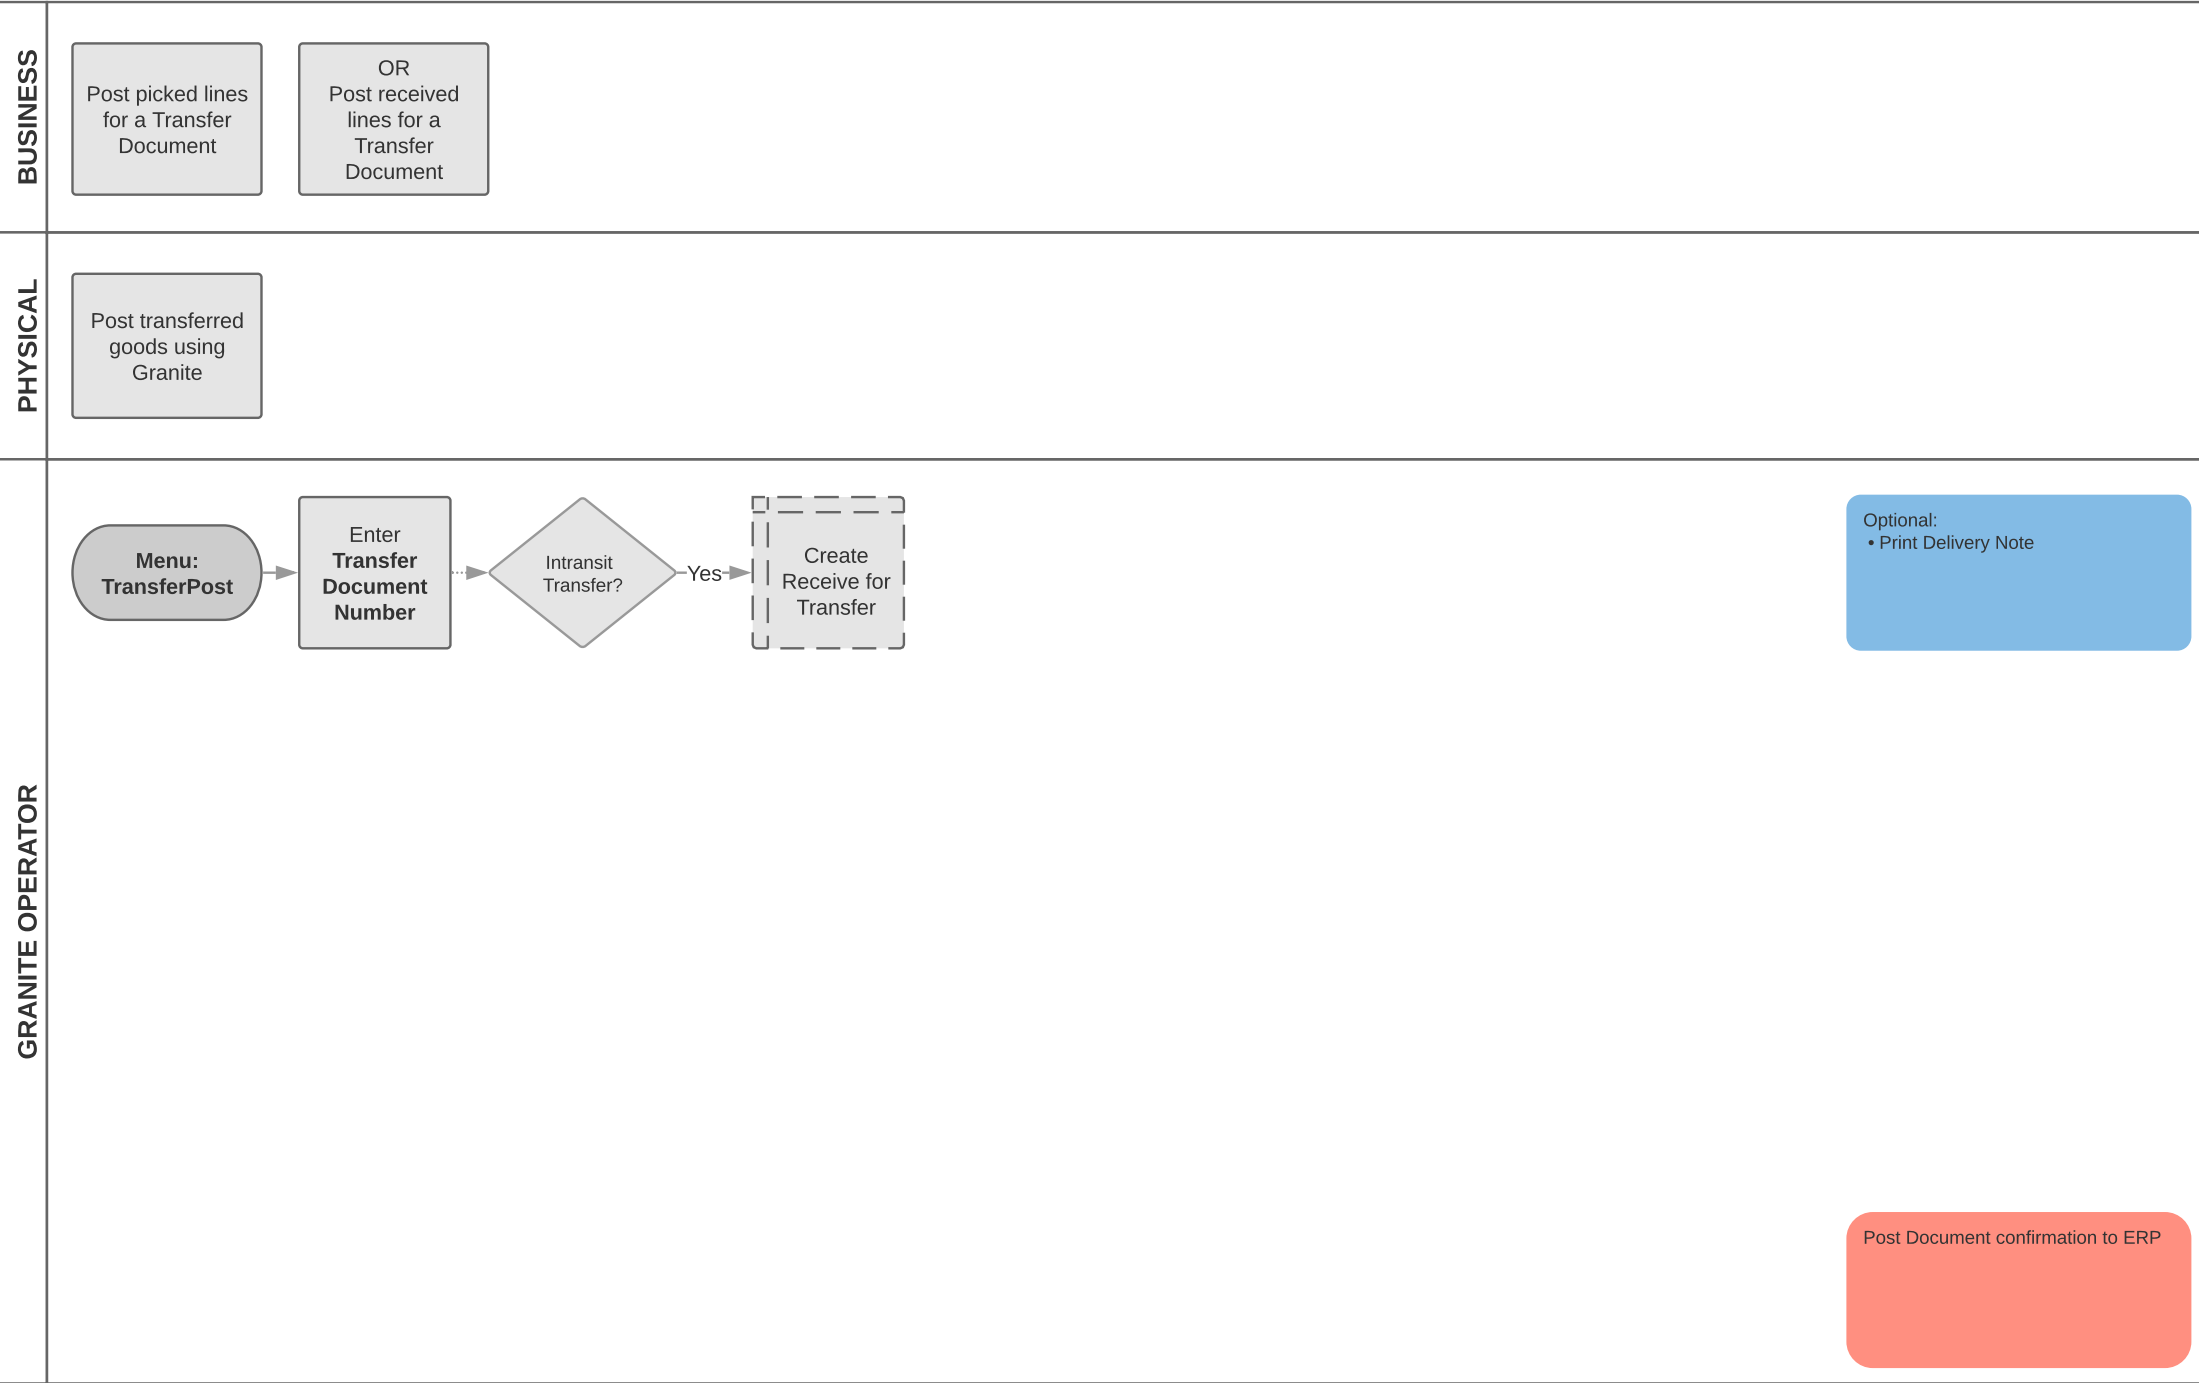 BUSINESS
Post picked lines
for a Transfer
Document
OR
Post received
lines for a
Transfer
Document
PHYSICAL
Post transferred
goods using
Granite
GRANITE OPERATOR
Menu:
TransferPost
Enter
Transfer
Document
Number
Intransit
Transfer?
Yes
Create
Receive for
Transfer
Optional:
• Print Delivery Note
Post Document confirmation to ERP